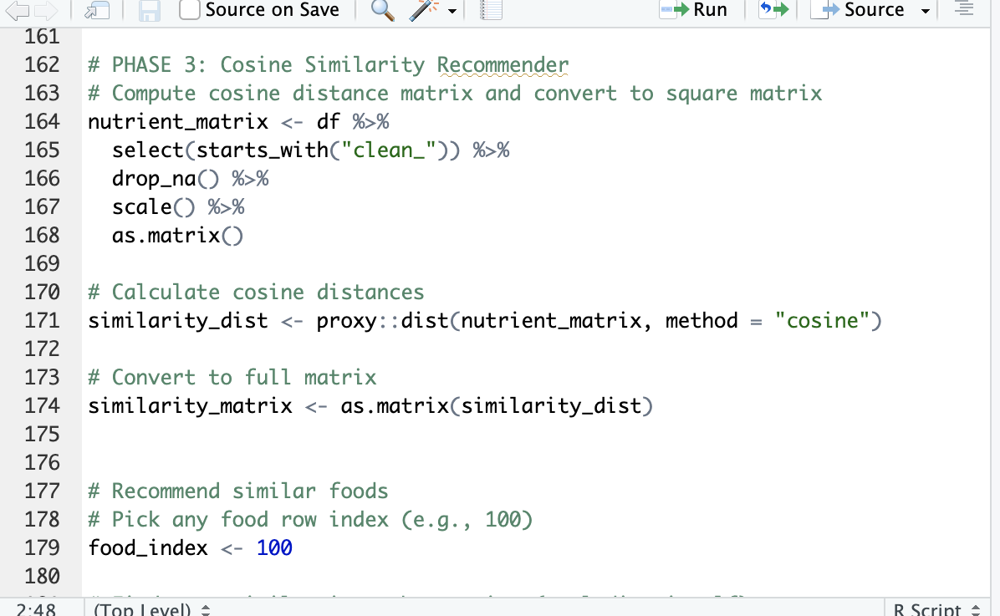 Source on Save Run Source
161
162 # PHASE 3: Cosine Similarity Recommender
163 # Compute cosine distance matrix and convert to square matrix
164 nutrient_matrix <- df %>%
165   select(starts_with("clean_")) %>%
166   drop_na() %>%
167   scale() %>%
168   as.matrix()
169
170 # Calculate cosine distances
171 similarity_dist <- proxy::dist(nutrient_matrix, method = "cosine")
172
173 # Convert to full matrix
174 similarity_matrix <- as.matrix(similarity_dist)
175
176
177 # Recommend similar foods
178 # Pick any food row index (e.g., 100)
179 food_index <- 100
180
2:48 (Top Level) R Script